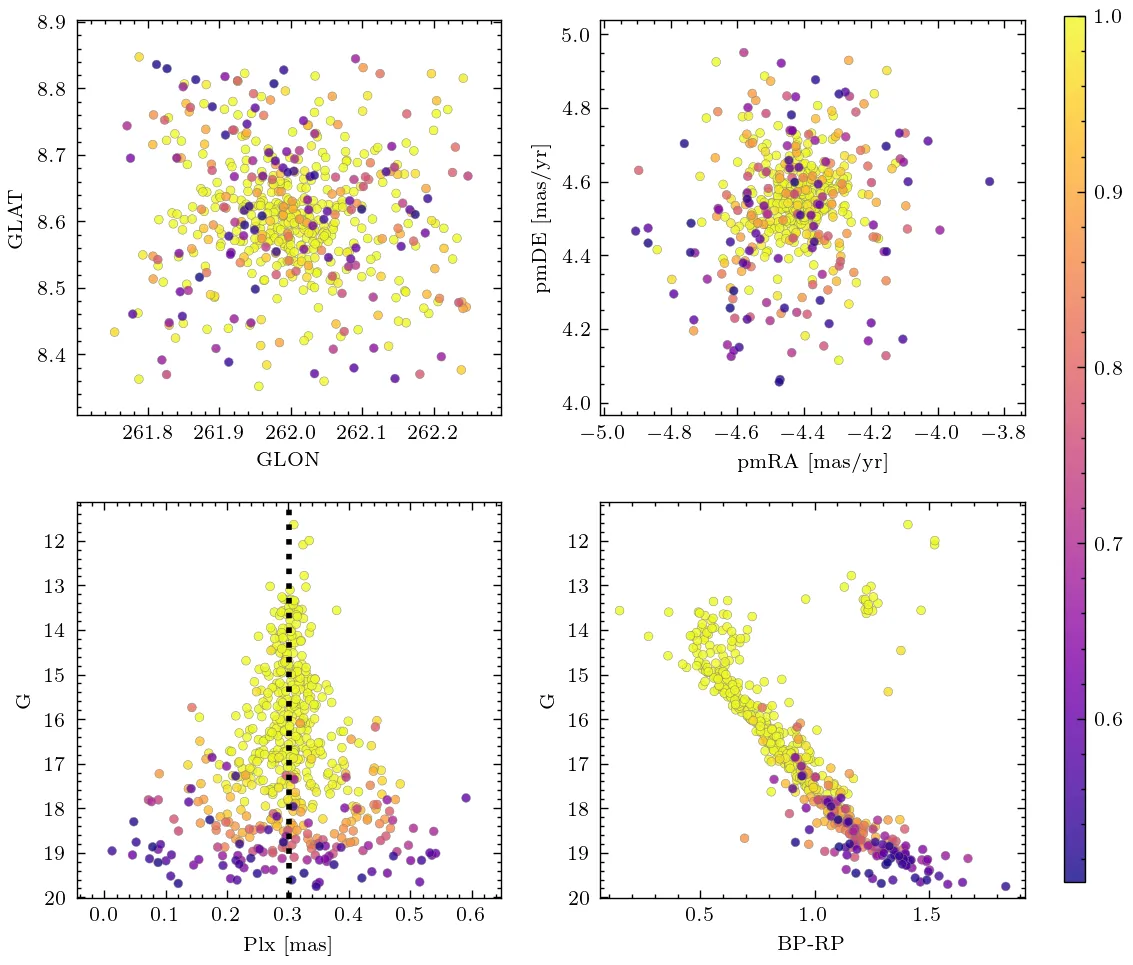 8.9
8.8
8.7
8.6
8.5
8.4
GLAT
261.8 261.9 262.0 262.1 262.2
GLON
5.0
4.8
4.6
4.4
4.2
4.0
pmDE [mas/yr]
−5.0 −4.8 −4.6 −4.4 −4.2 −4.0 −3.8
pmRA [mas/yr]
1.0
0.9
0.8
0.7
0.6
12
13
14
15
16
17
18
19
20
G
0.0 0.1 0.2 0.3 0.4 0.5 0.6
Plx [mas]
12
13
14
15
16
17
18
19
20
G
0.5 1.0 1.5
BP-RP